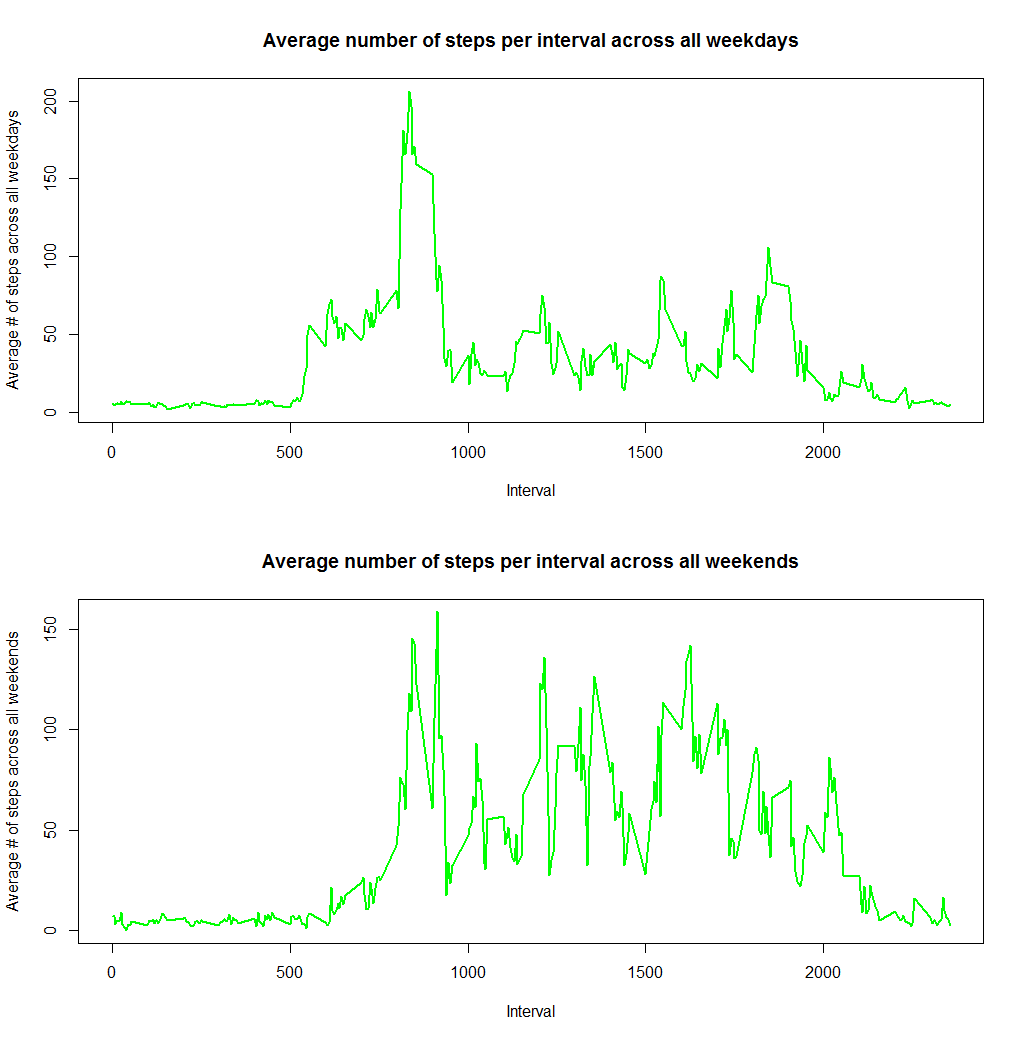 Average number of steps per interval across all weekdays
Average # of steps across all weekdays
200
150
100
50
0
0 500 1000 1500 2000
Interval
Average number of steps per interval across all weekends
Average # of steps across all weekends
150
100
50
0
0 500 1000 1500 2000
Interval